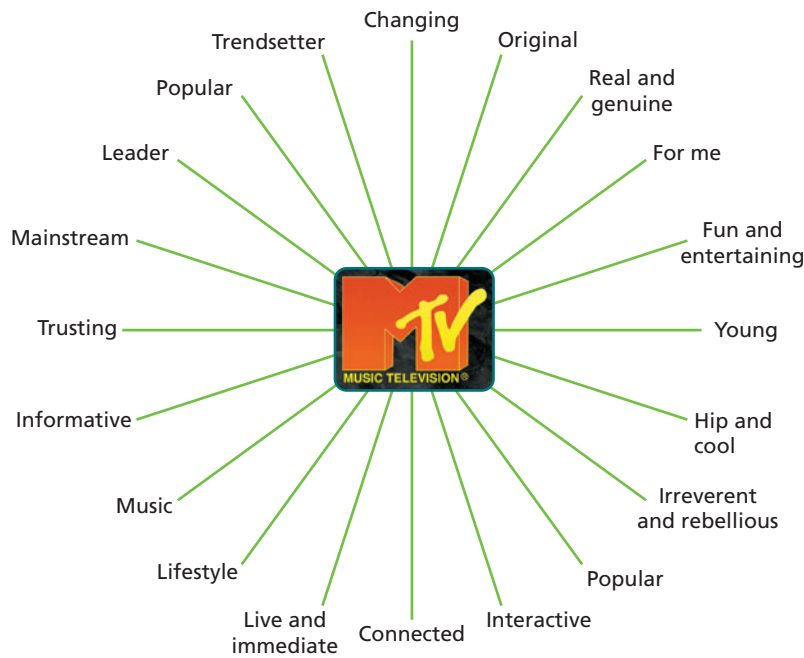 Changing
Trendsetter
Original
Popular
Real and
genuine
Leader
For me
Mainstream
Fun and
entertaining
MTV
MUSIC TELEVISION®
Trusting
Young
Informative
Hip and
cool
Music
Irreverent
and rebellious
Lifestyle
Popular
Live and
immediate
Connected
Interactive